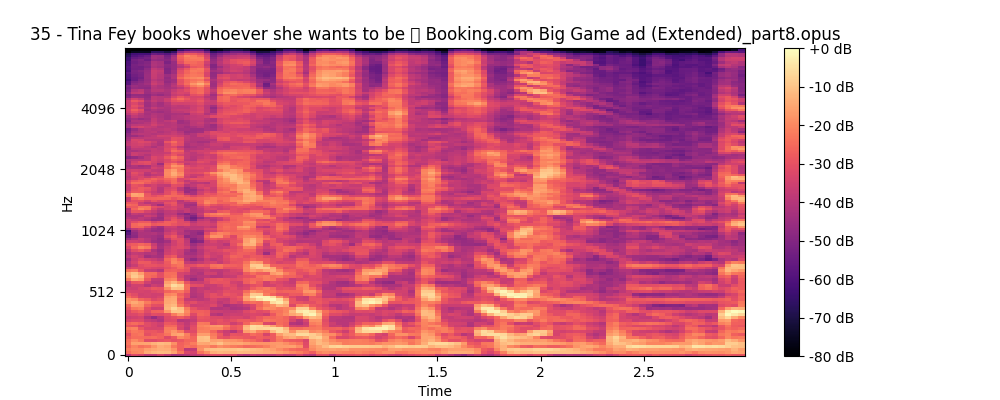 35 - Tina Fey books whoever she wants to be ▯ Booking.com Big Game ad (Extended)_part8.opus
Hz
4096
2048
1024
512
0
0
0.5
1
1.5
2
2.5
Time
+0 dB
-10 dB
-20 dB
-30 dB
-40 dB
-50 dB
-60 dB
-70 dB
-80 dB